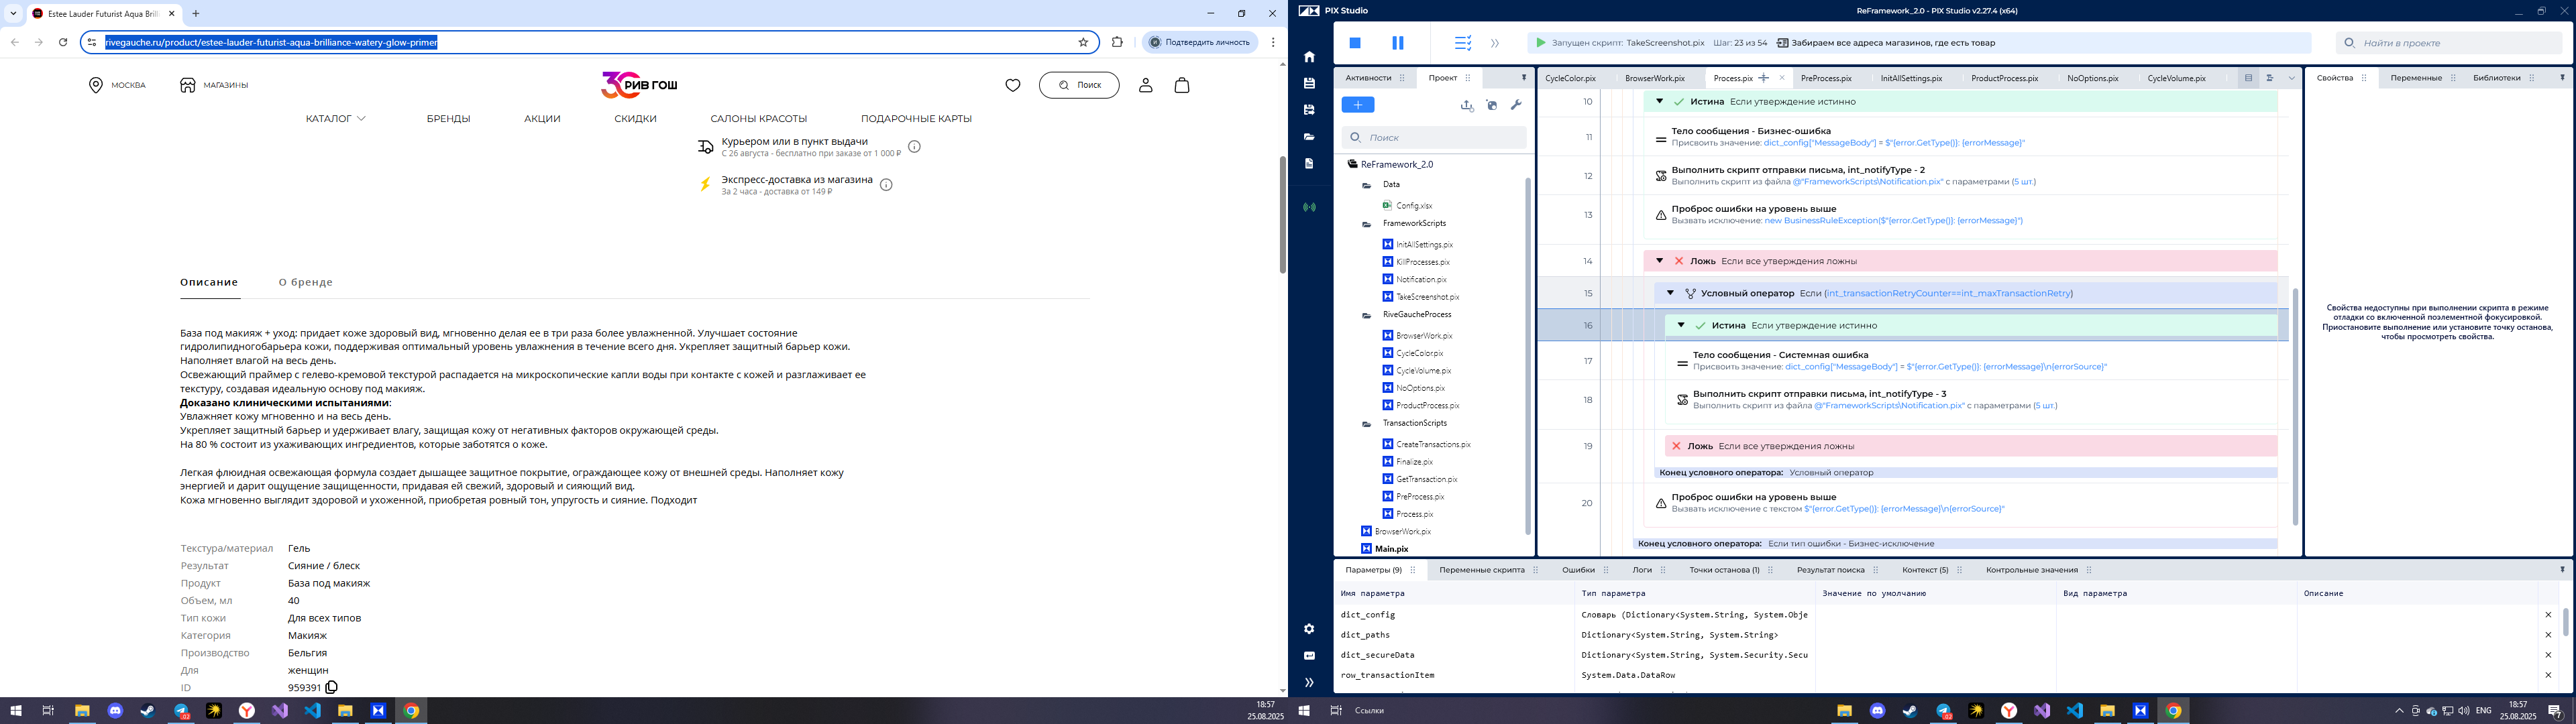 Estee Lauder Futurist Aqua Brilli
rivegauche.ru/product/estee-lauder-futurist-aqua-brilliance-watery-glow-primer
Подтвердить личность
МОСКВА
МАГАЗИНЫ
РИВ ГОШ
Поиск
КАТАЛОГ
БРЕНДЫ
АКЦИИ
СКИДКИ
САЛОНЫ КРАСОТЫ
ПОДАРОЧНЫЕ КАРТЫ
Курьером или в пункт выдачи
С 26 августа - бесплатно при заказе от 1 000 ₽
Экспресс-доставка из магазина
За 2 часа - доставка от 149 ₽
Описание
О бренде
База под макияж + уход: придает коже здоровый вид, мгновенно делая ее в три раза более увлажненной. Улучшает состояние
гидролипидногобарьера кожи, поддерживая оптимальный уровень увлажнения в течение всего дня. Укрепляет защитный барьер кожи.
Наполняет влагой на весь день.
Освежающий праймер с гелево-кремовой текстурой распадается на микроскопические капли воды при контакте с кожей и разглаживает ее
текстуру, создавая идеальную основу под макияж.
Доказано клиническими испытаниями:
Увлажняет кожу мгновенно и на весь день.
Укрепляет защитный барьер и удерживает влагу, защищая кожу от негативных факторов окружающей среды.
На 80 % состоит из ухаживающих ингредиентов, которые заботятся о коже.
Легкая флюидная освежающая формула создает дышащее защитное покрытие, ограждающее кожу от внешней среды. Наполняет кожу
энергией и дарит ощущение защищенности, придавая ей свежий, здоровый и сияющий вид.
Кожа мгновенно выглядит здоровой и ухоженной, приобретая ровный тон, упругость и сияние. Подходит
Текстура/материал Гель
Результат Сияние / блеск
Продукт База под макияж
Объем, мл 40
Тип кожи Для всех типов
Категория Макияж
Производство Бельгия
Для женщин
ID 959391
18:57
25.08.2025
PIX Studio
ReFramework_2.0 - PIX Studio v2.27.4 (x64)
Запущен скрипт: TakeScreenshot.pix Шаг: 23 из 54 Забираем все адреса магазинов, где есть товар
Найти в проекте
Активности
Проект
Поиск
ReFramework_2.0
Data
Config.xlsx
FrameworkScripts
InitAllSettings.pix
KillProcesses.pix
Notification.pix
TakeScreenshot.pix
RiveGaucheProcess
BrowserWork.pix
CycleColor.pix
CycleVolume.pix
NoOptions.pix
ProductProcess.pix
TransactionScripts
CreateTransactions.pix
Finalize.pix
GetTransaction.pix
PreProcess.pix
Process.pix
BrowserWork.pix
Main.pix
CycleColor.pix
BrowserWork.pix
Process.pix
PreProcess.pix
InitAllSettings.pix
ProductProcess.pix
NoOptions.pix
CycleVolume.pix
10 Истина Если утверждение истинно
11 Тело сообщения - Бизнес-ошибка
Присвоить значение: dict_config["MessageBody"] = $"{error.GetType()}: {errorMessage}"
12 Выполнить скрипт отправки письма, int_notifyType - 2
Выполнить скрипт из файла @"FrameworkScripts\Notification.pix" с параметрами (5 шт.)
13 Проброс ошибки на уровень выше
Вызвать исключение: new BusinessRuleException($"{error.GetType()}: {errorMessage}")
14 Ложь Если все утверждения ложны
15 Условный оператор Если (int_transactionRetryCounter==int_maxTransactionRetry)
16 Истина Если утверждение истинно
17 Тело сообщения - Системная ошибка
Присвоить значение: dict_config["MessageBody"] = $"{error.GetType()}: {errorMessage}\n{errorSource}"
18 Выполнить скрипт отправки письма, int_notifyType - 3
Выполнить скрипт из файла @"FrameworkScripts\Notification.pix" с параметрами (5 шт.)
19 Ложь Если все утверждения ложны
Конец условного оператора: Условный оператор
20 Проброс ошибки на уровень выше
Вызвать исключение с текстом $"{error.GetType()}: {errorMessage}\n{errorSource}"
Конец условного оператора: Если тип ошибки - Бизнес-исключение
Свойства
Переменные
Библиотеки
Свойства недоступны при выполнении скрипта в режиме
отладки со включенной поэлементной фокусировкой.
Приостановите выполнение или установите точку останова,
чтобы просмотреть свойства.
Параметры (9)
Переменные скрипта
Ошибки
Логи
Точки останова (1)
Результат поиска
Контекст (5)
Контрольные значения
Имя параметра Тип параметра Значение по умолчанию Вид параметра Описание
dict_config Словарь (Dictionary<System.String, System.Obje
dict_paths Dictionary<System.String, System.String>
dict_secureData Dictionary<System.String, System.Security.Secu
row_transactionItem System.Data.DataRow
Ссылки
ENG
18:57
25.08.2025